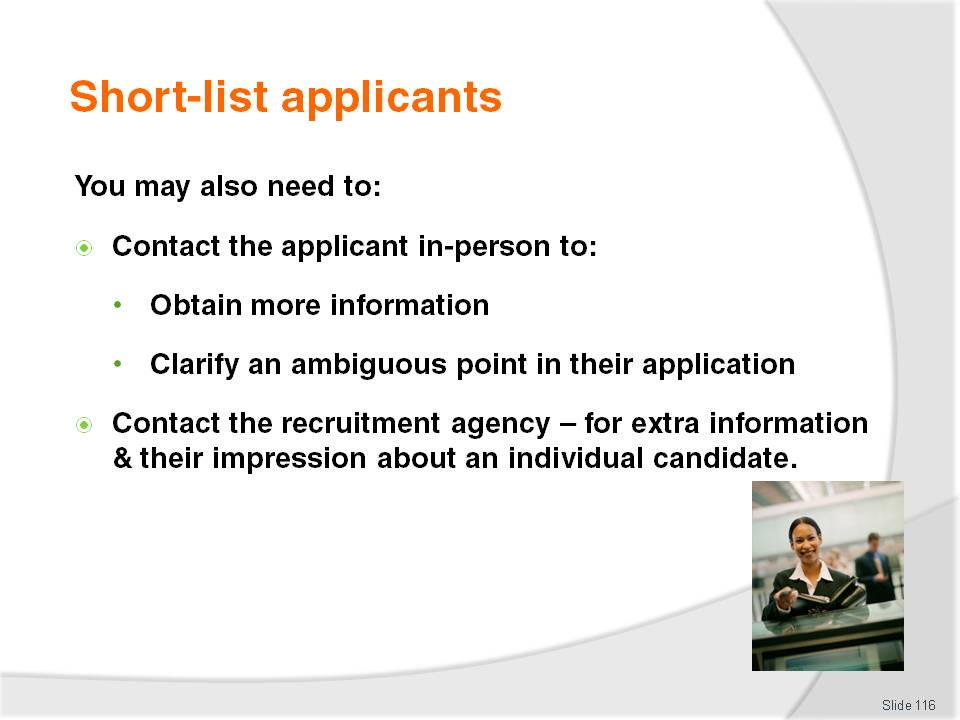 Short-list applicants
You may also need to:
Contact the applicant in-person to:
Obtain more information
Clarify an ambiguous point in their application
Contact the recruitment agency – for extra information
& their impression about an individual candidate.
Slide 116